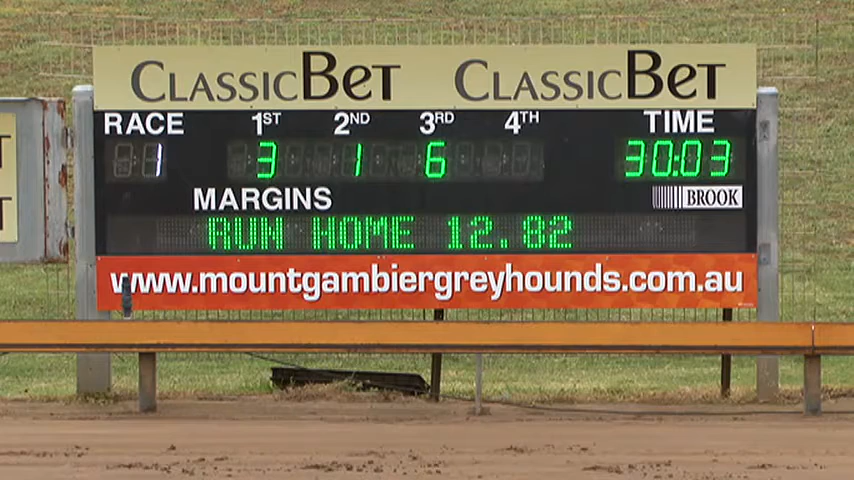 CLASSICBET CLASSICBET
RACE 1ST 2ND 3RD 4TH TIME
1 3 1 6 30:03
MARGINS BROOK
RUN HOME 12.82
www.mountgambiergreyhounds.com.au